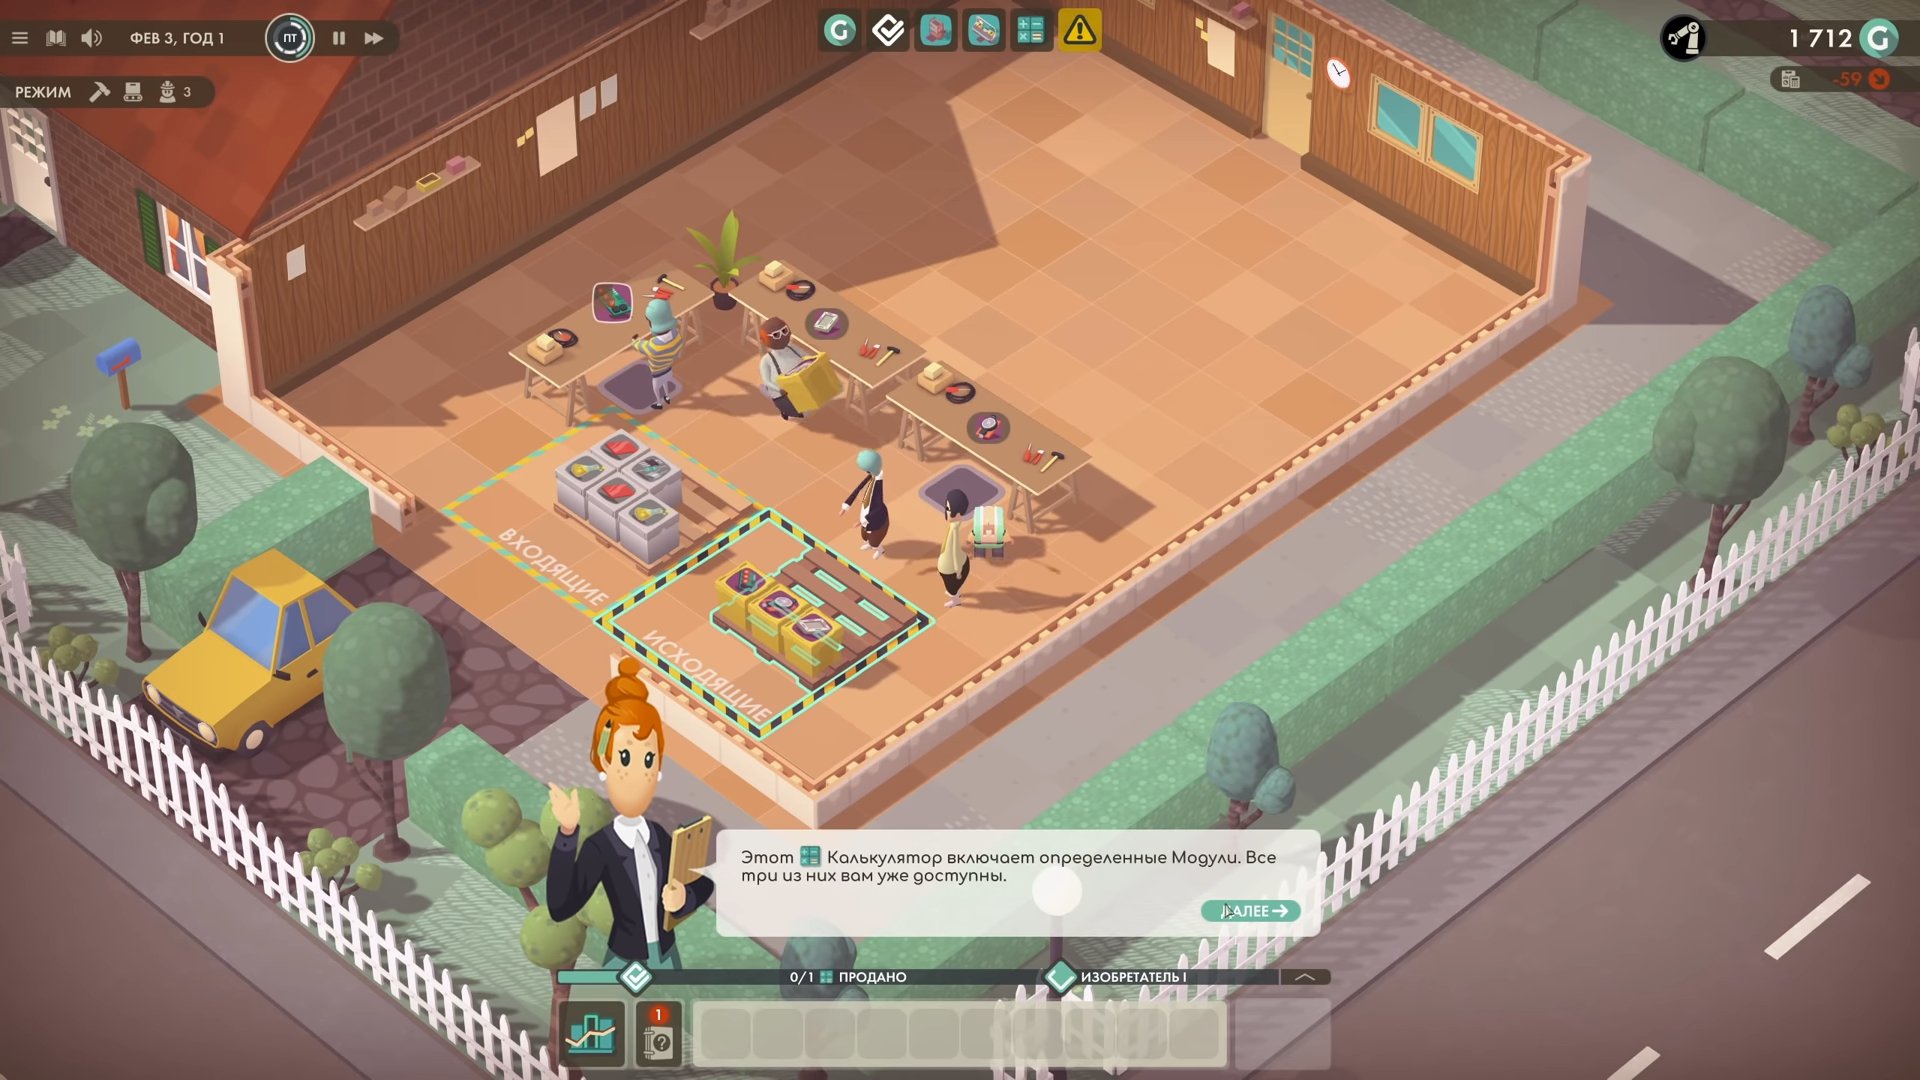 ФЕВ 3, ГОД 1
ПТ
1 712
РЕЖИМ
3
-59
ВХОДЯЩИЕ
ИСХОДЯЩИЕ
Этот Калькулятор включает определенные Модули. Все
три из них вам уже доступны.
ДАЛЕЕ
0/1 ПРОДАНО
ИЗОБРЕТАТЕЛЬ I
1